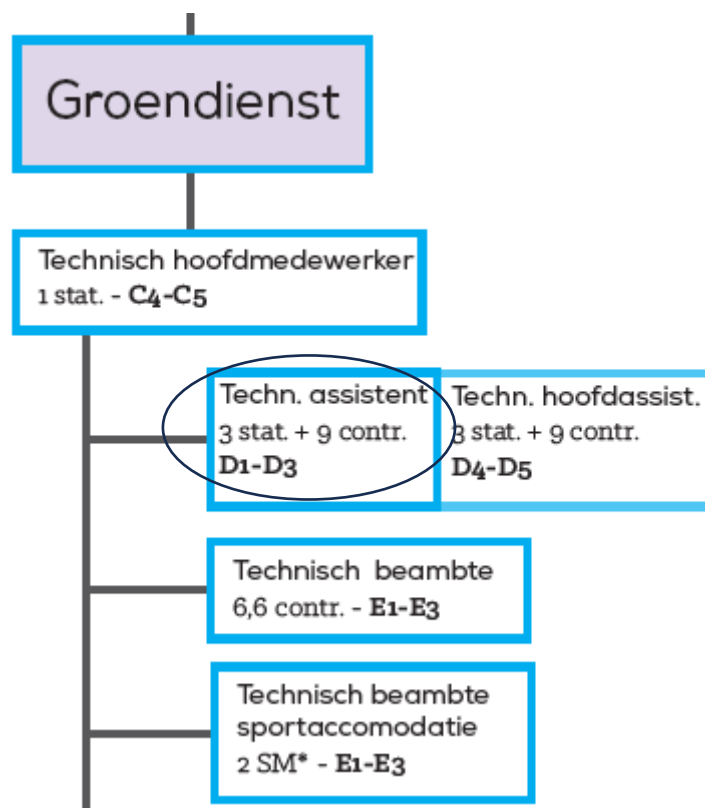 Groendienst
Technisch hoofdmedewerker
1 stat. - C4-C5
Techn. assistent
3 stat. + 9 contr.
D1-D3
Techn. hoofdassist.
3 stat. + 9 contr.
D4-D5
Technisch beambte
6,6 contr. - E1-E3
Technisch beambte
sportaccomodatie
2 SM* - E1-E3